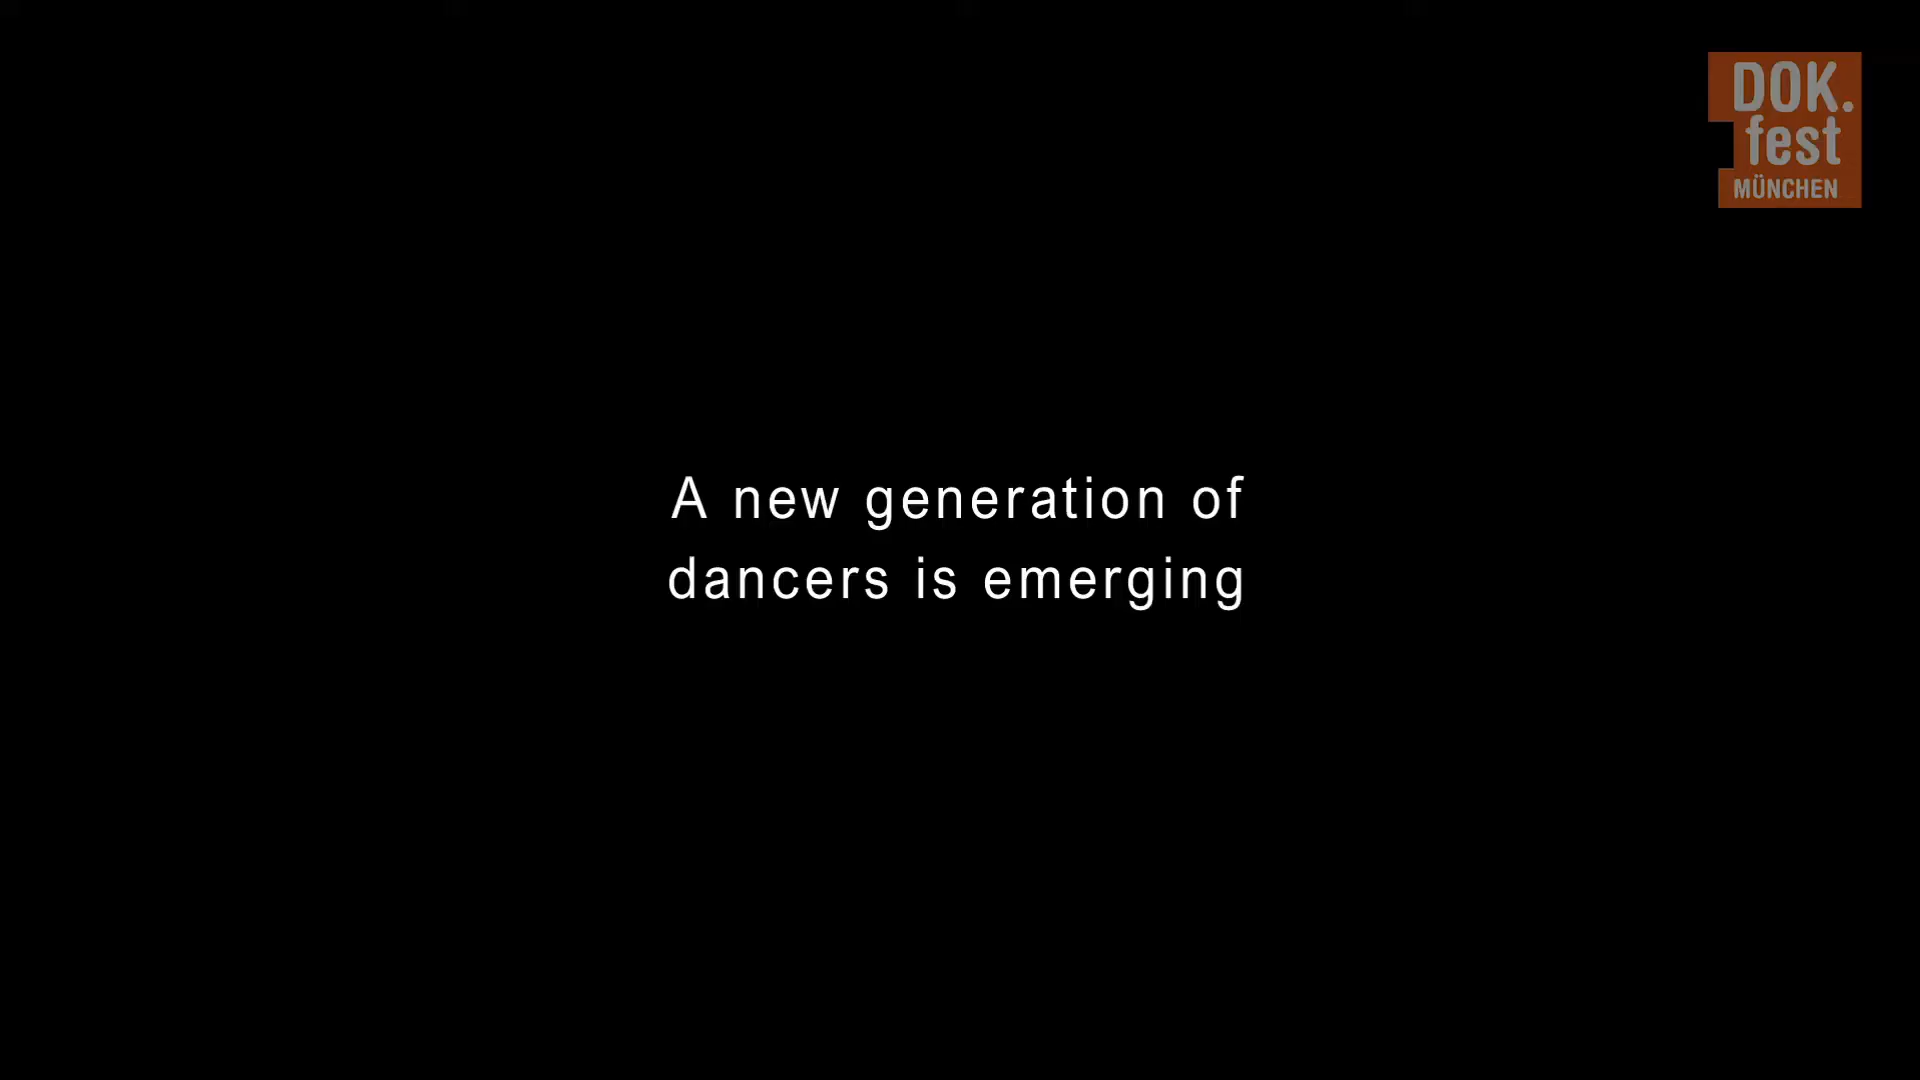 DOK.
fest
MÜNCHEN
A new generation of
dancers is emerging